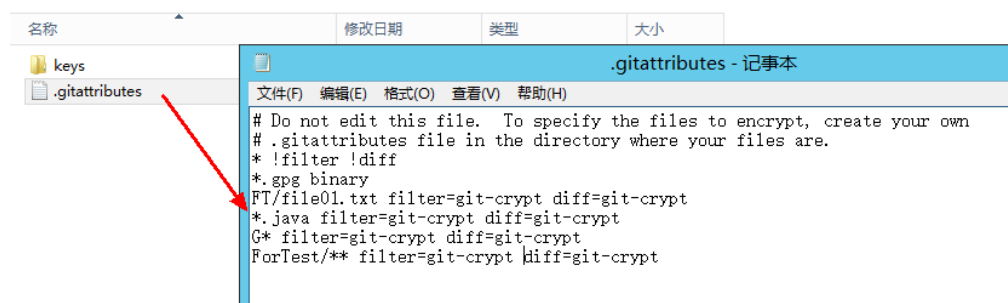 名称 修改日期 类型 大小
keys
.gitattributes
.gitattributes - 记事本
文件(F) 编辑(E) 格式(O) 查看(V) 帮助(H)
# Do not edit this file.  To specify the files to encrypt, create your own
# .gitattributes file in the directory where your files are.
* !filter !diff
*.gpg binary
FT/file01.txt filter=git-crypt diff=git-crypt
*.java filter=git-crypt diff=git-crypt
G* filter=git-crypt diff=git-crypt
ForTest/** filter=git-crypt diff=git-crypt